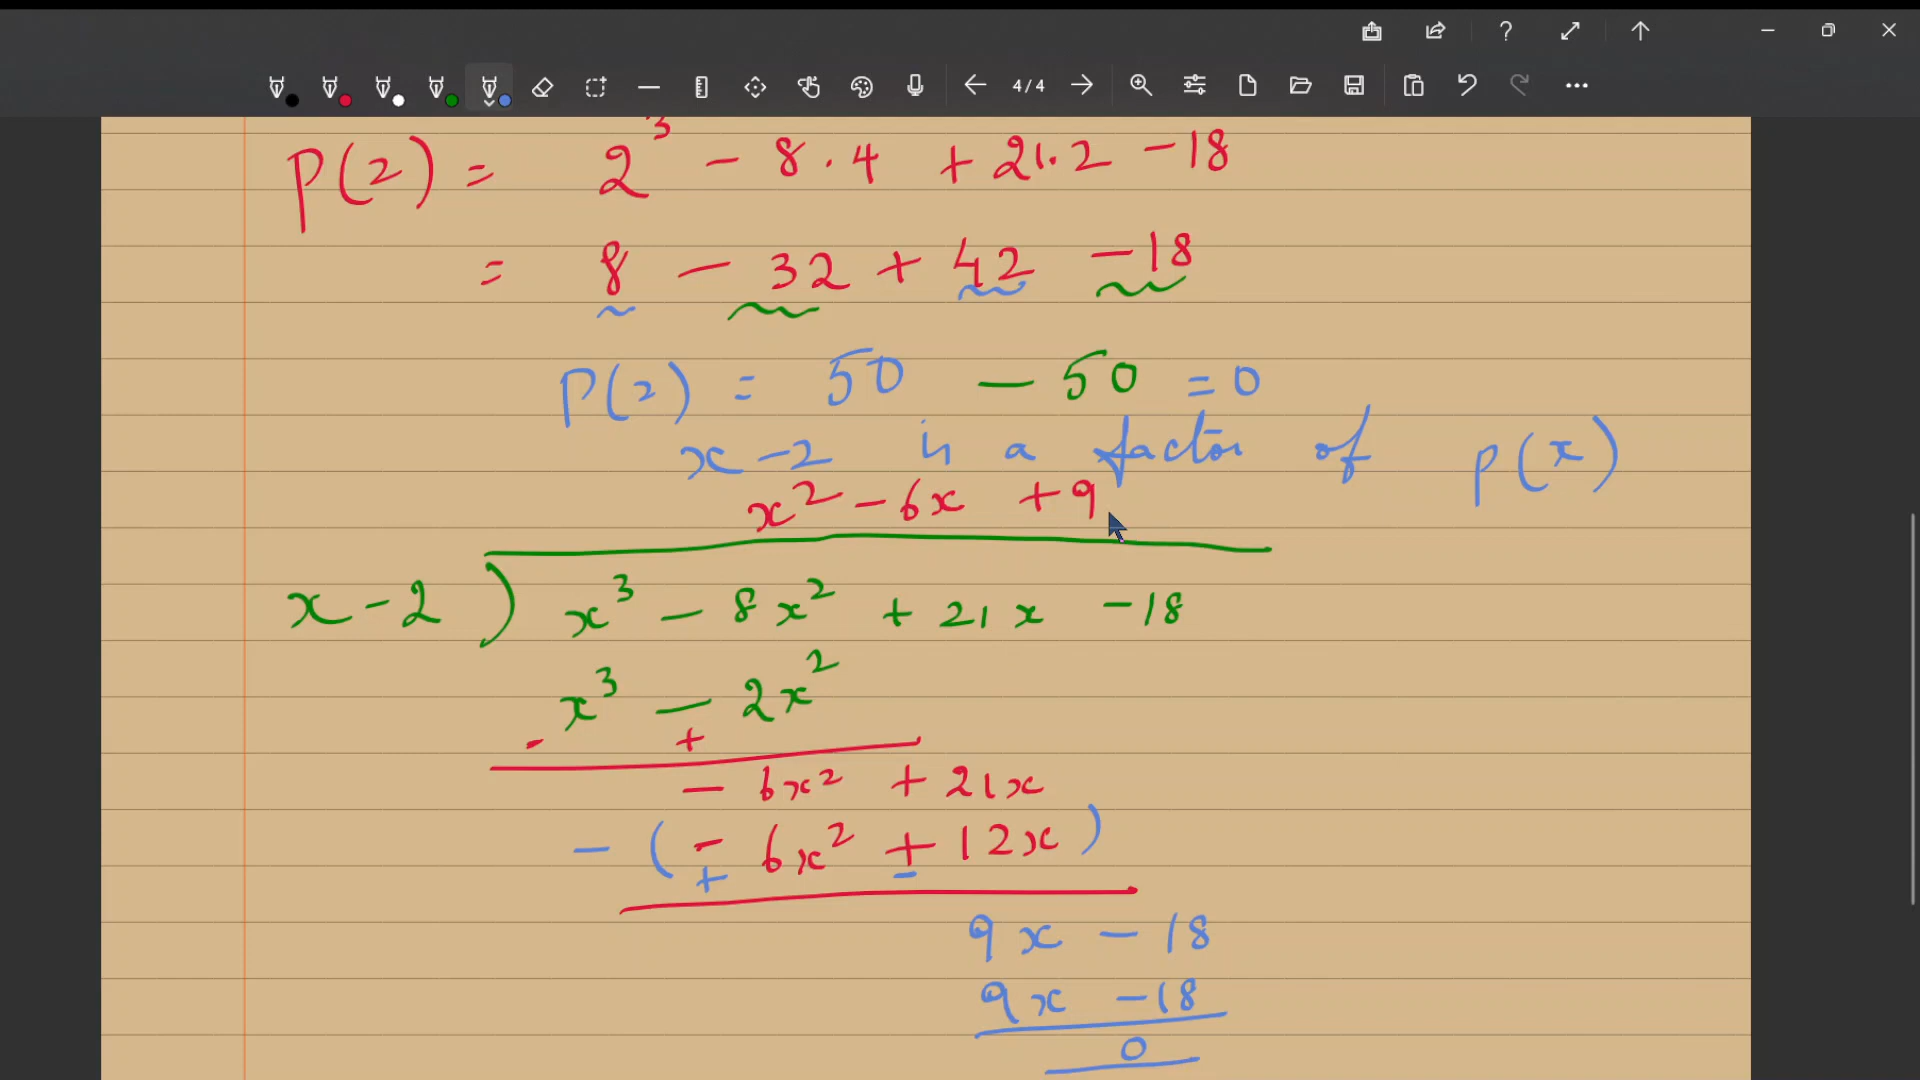 4/4
P(2) = 2³ - 8.4 + 21.2 - 18
= 8 - 32 + 42 - 18
P(2) = 50 - 50 = 0
x - 2 is a factor of p(x)
x² - 6x + 9
x - 2 ) x³ - 8x² + 21x - 18
x³ - 2x²
- +
- 6x² + 21x
- ( - 6x² + 12x )
+ -
9x - 18
9x - 18
0